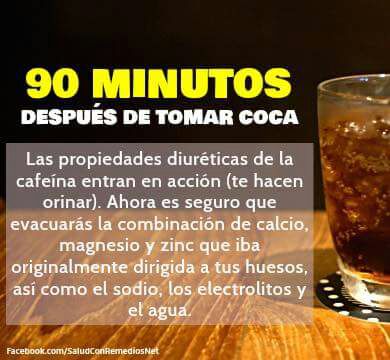 90 MINUTOS
DESPUÉS DE TOMAR COCA
Las propiedades diuréticas de la
cafeína entran en acción (te hacen
orinar). Ahora es seguro que
evacuarás la combinación de calcio,
magnesio y zinc que iba
originalmente dirigida a tus huesos,
así como el sodio, los electrolitos y
el agua.
Facebook.com/SaludConRemediosNet